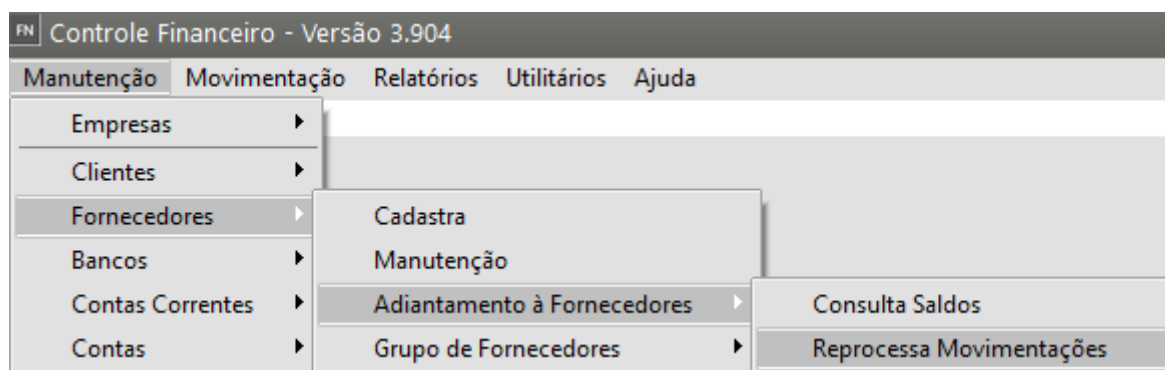 FN Controle Financeiro - Versão 3.904
Manutenção Movimentação Relatórios Utilitários Ajuda
Empresas
Clientes
Fornecedores Cadastra
Bancos Manutenção
Contas Correntes Adiantamento à Fornecedores Consulta Saldos
Contas Grupo de Fornecedores Reprocessa Movimentações